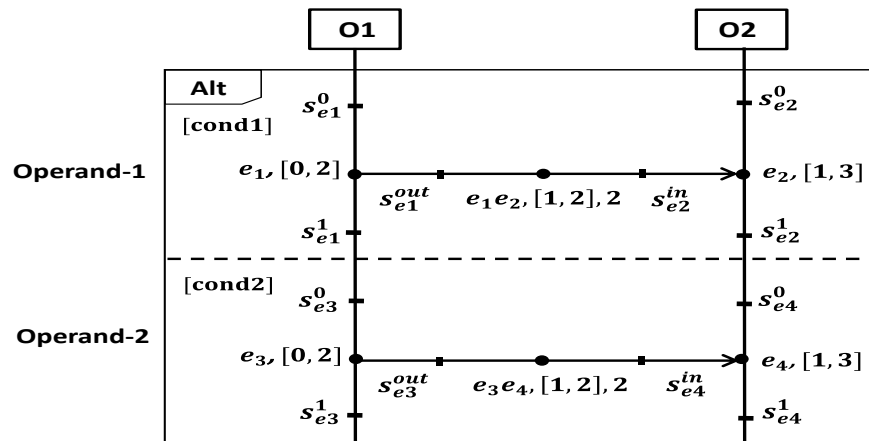 O1 O2
Alt
s_{e1}^{0} s_{e2}^{0}
[cond1]
Operand-1 e_1, [0, 2] e_2, [1, 3]
s_{e1}^{out} e_1e_2, [1, 2], 2 s_{e2}^{in}
s_{e1}^{1} s_{e2}^{1}
[cond2]
s_{e3}^{0} s_{e4}^{0}
Operand-2 e_3, [0, 2] e_4, [1, 3]
s_{e3}^{out} e_3e_4, [1, 2], 2 s_{e4}^{in}
s_{e3}^{1} s_{e4}^{1}